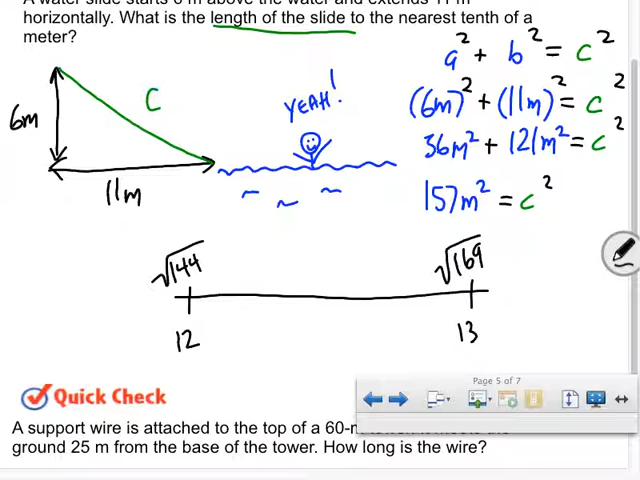 horizontally. What is the length of the slide to the nearest tenth of a
meter?
a² + b² = c²
(6m)² + (11m)² = c²
36m² + 121m² = c²
157m² = c²
6m
C
11m
YEAH!
√144
√169
12
13
Page 5 of 7
Quick Check
A support wire is attached to the top of a 60-m
ground 25 m from the base of the tower. How long is the wire?